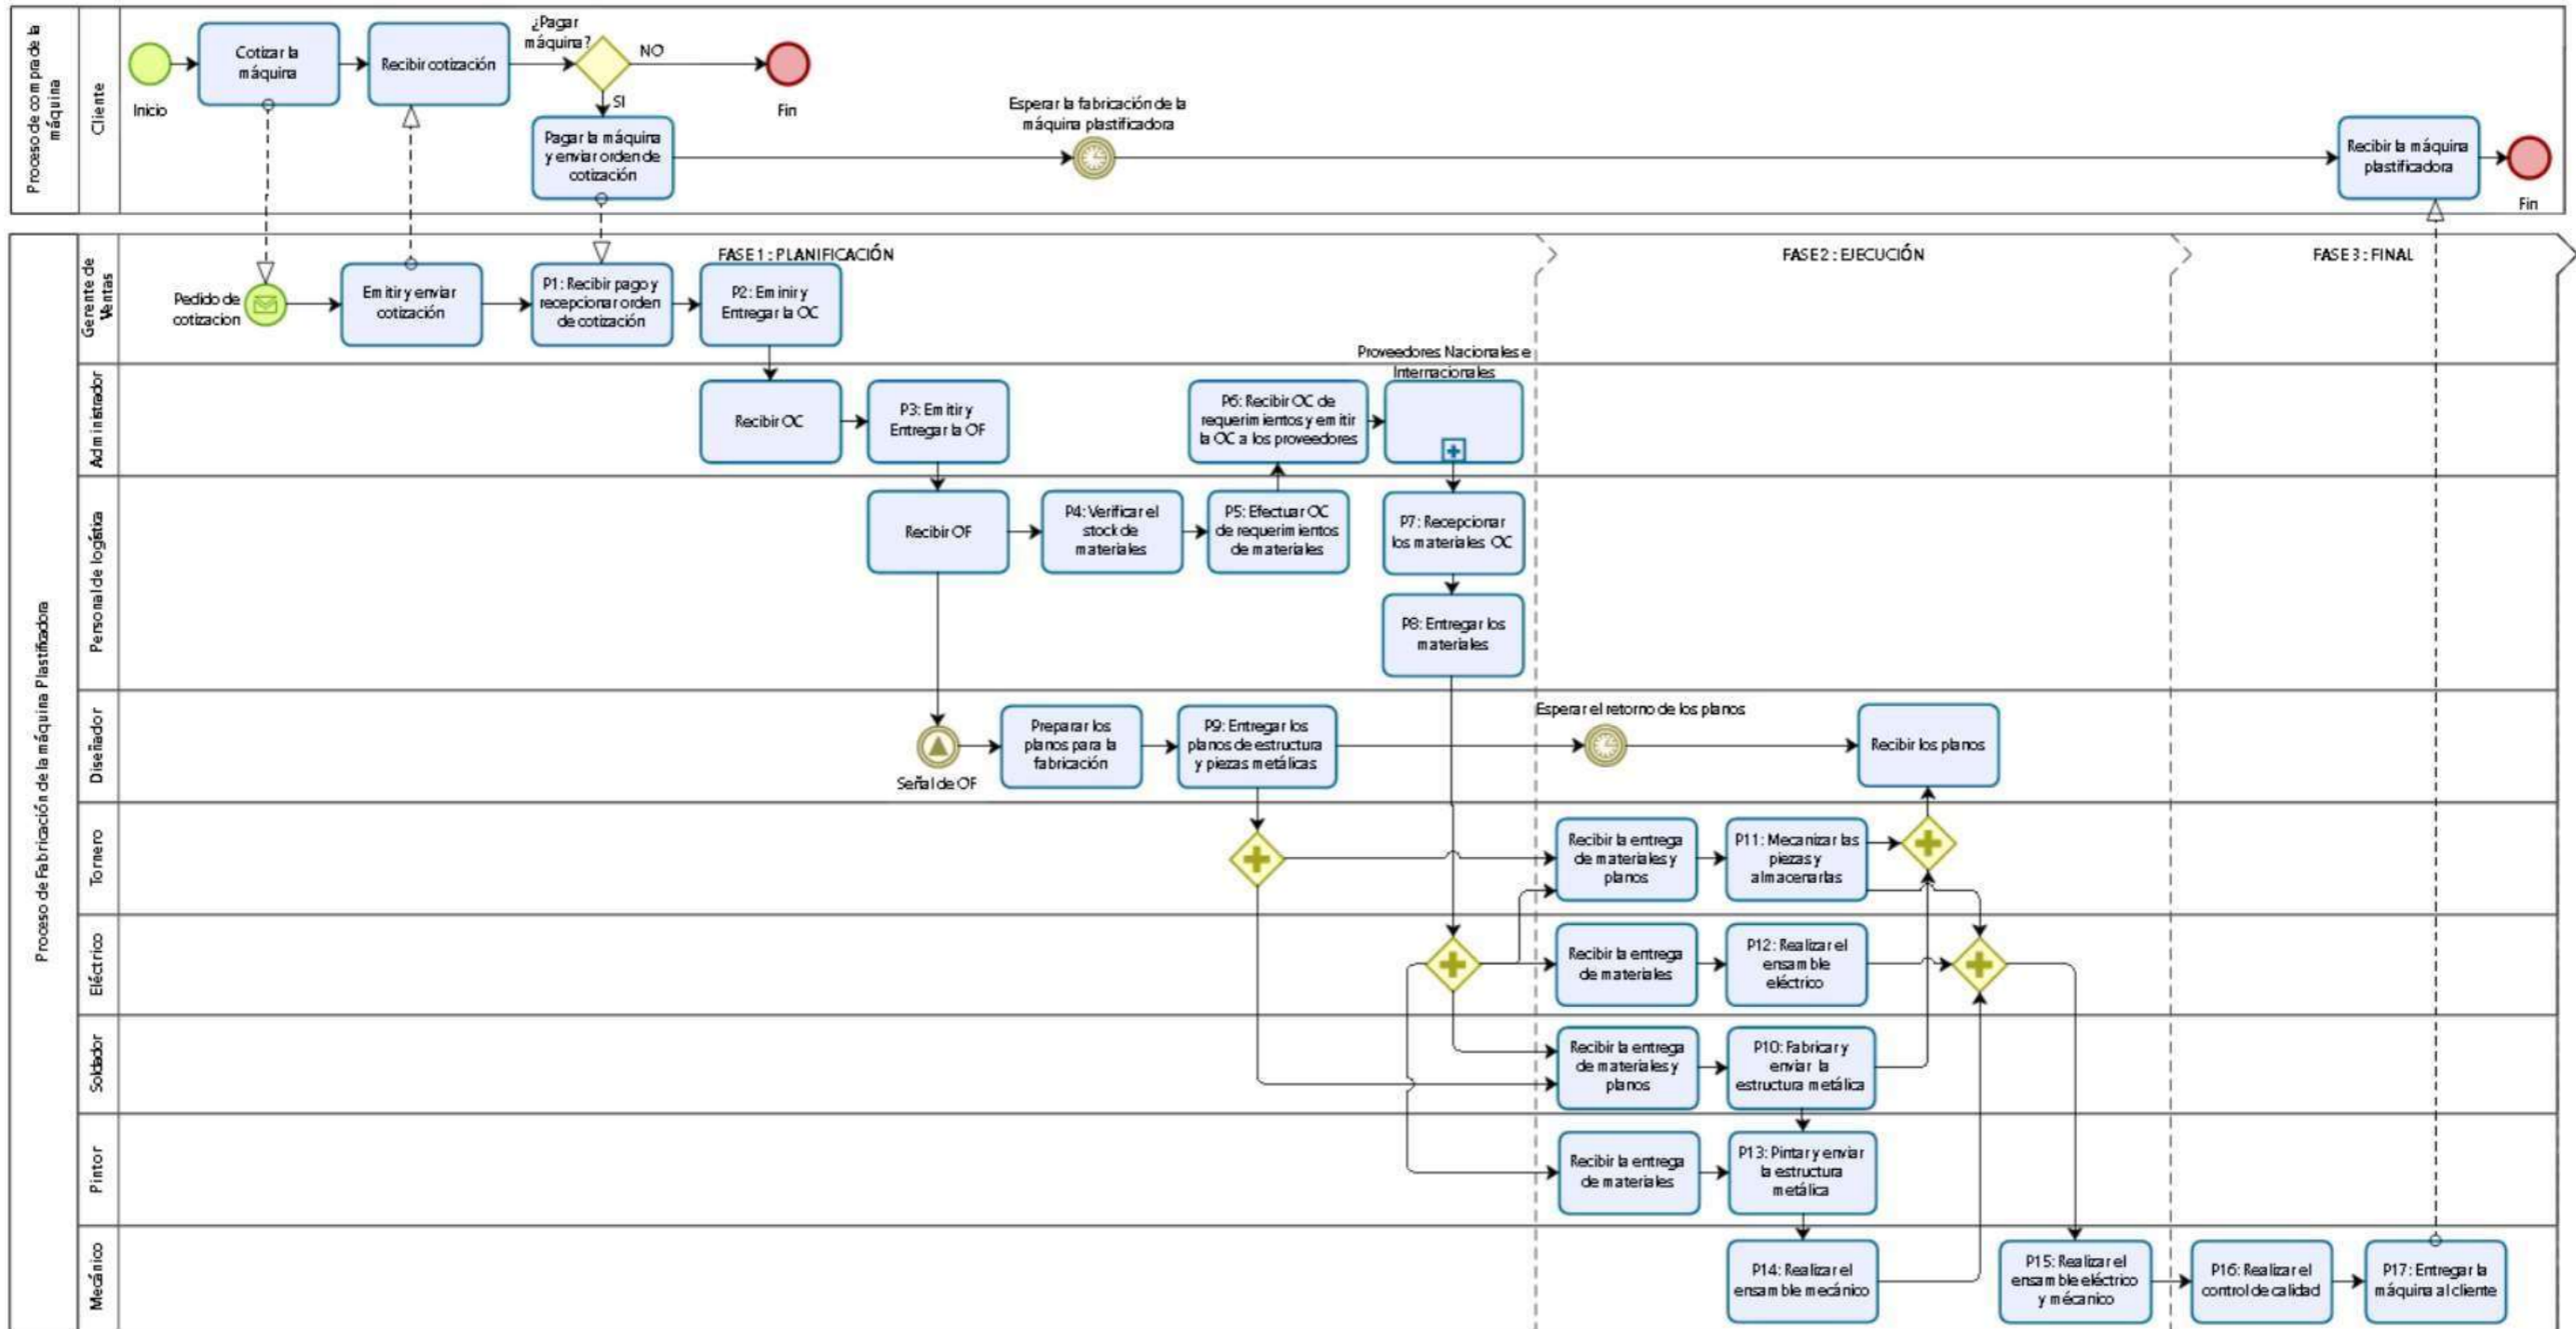 Proceso de compra de la
máquina
Cliente
Inicio
Cotizar la
máquina
Recibir cotización
¿Pagar
máquina?
NO
SI
Fin
Pagar la máquina
y enviar orden de
cotización
Esperar la fabricación de la
máquina plastificadora
Recibir la máquina
plastificadora
Fin
Proceso de Fabricación de la máquina Plastificadora
FASE 1 : PLANIFICACIÓN
FASE 2 : EJECUCIÓN
FASE 3 : FINAL
Gerente de
Ventas
Pedido de
cotizacion
Emitir y enviar
cotización
P1: Recibir pago y
recepcionar orden
de cotización
P2: Eminir y
Entregar la OC
Administrador
Recibir OC
P3: Emitir y
Entregar la OF
P6: Recibir OC de
requerimientos y emitir
la OC a los proveedores
Proveedores Nacionales e
Internacionales
Personal de logística
Recibir OF
P4: Verificar el
stock de
materiales
P5: Efectuar OC
de requerimientos
de materiales
P7: Recepcionar
los materiales OC
P8: Entregar los
materiales
Diseñador
Señal de OF
Preparar los
planos para la
fabricación
P9: Entregar los
planos de estructura
y piezas metálicas
Esperar el retorno de los planos
Recibir los planos
Tornero
Recibir la entrega
de materiales y
planos
P11: Mecanizar las
piezas y
almacenarlas
Eléctrico
Recibir la entrega
de materiales
P12: Realizar el
ensamble
eléctrico
Soldador
Recibir la entrega
de materiales y
planos
P10: Fabricar y
enviar la
estructura metálica
Pintor
Recibir la entrega
de materiales
P13: Pintar y enviar
la estructura
metálica
Mecánico
P14: Realizar el
ensamble mecánico
P15: Realizar el
ensamble eléctrico
y mécanico
P16: Realizar el
control de calidad
P17: Entregar la
máquina al cliente